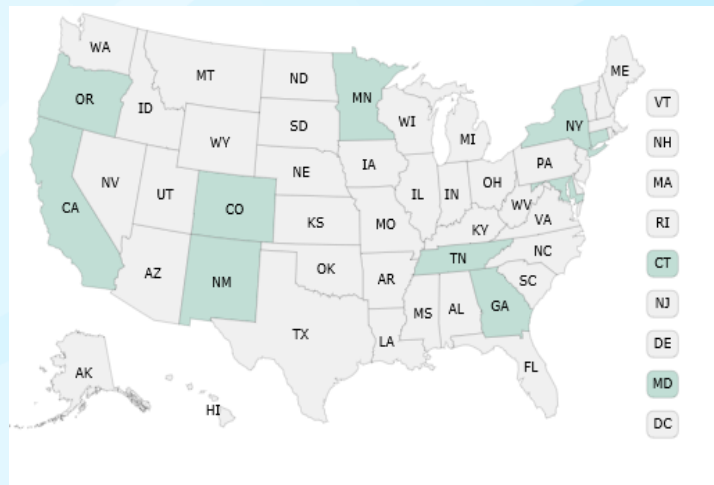 WA
ME
MT
ND
OR
MN
VT
ID
SD
WI
NY
WY
MI
NH
IA
PA
NE
NV
OH
MA
UT
IL
IN
CO
WV
CA
KS
MO
VA
RI
KY
NC
TN
CT
OK
AZ
AR
SC
NM
GA
NJ
MS
AL
TX
LA
DE
FL
AK
MD
HI
DC